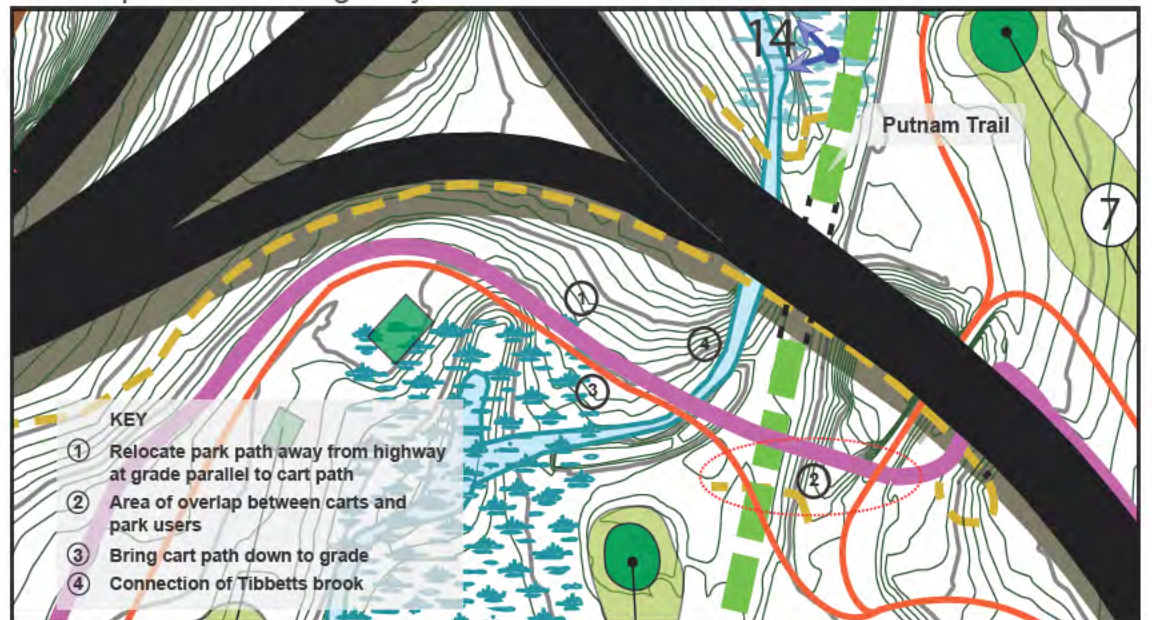 14
Putnam Trail
7
1
4
3
2
KEY
1 Relocate park path away from highway
at grade parallel to cart path
2 Area of overlap between carts and
park users
3 Bring cart path down to grade
4 Connection of Tibbetts brook